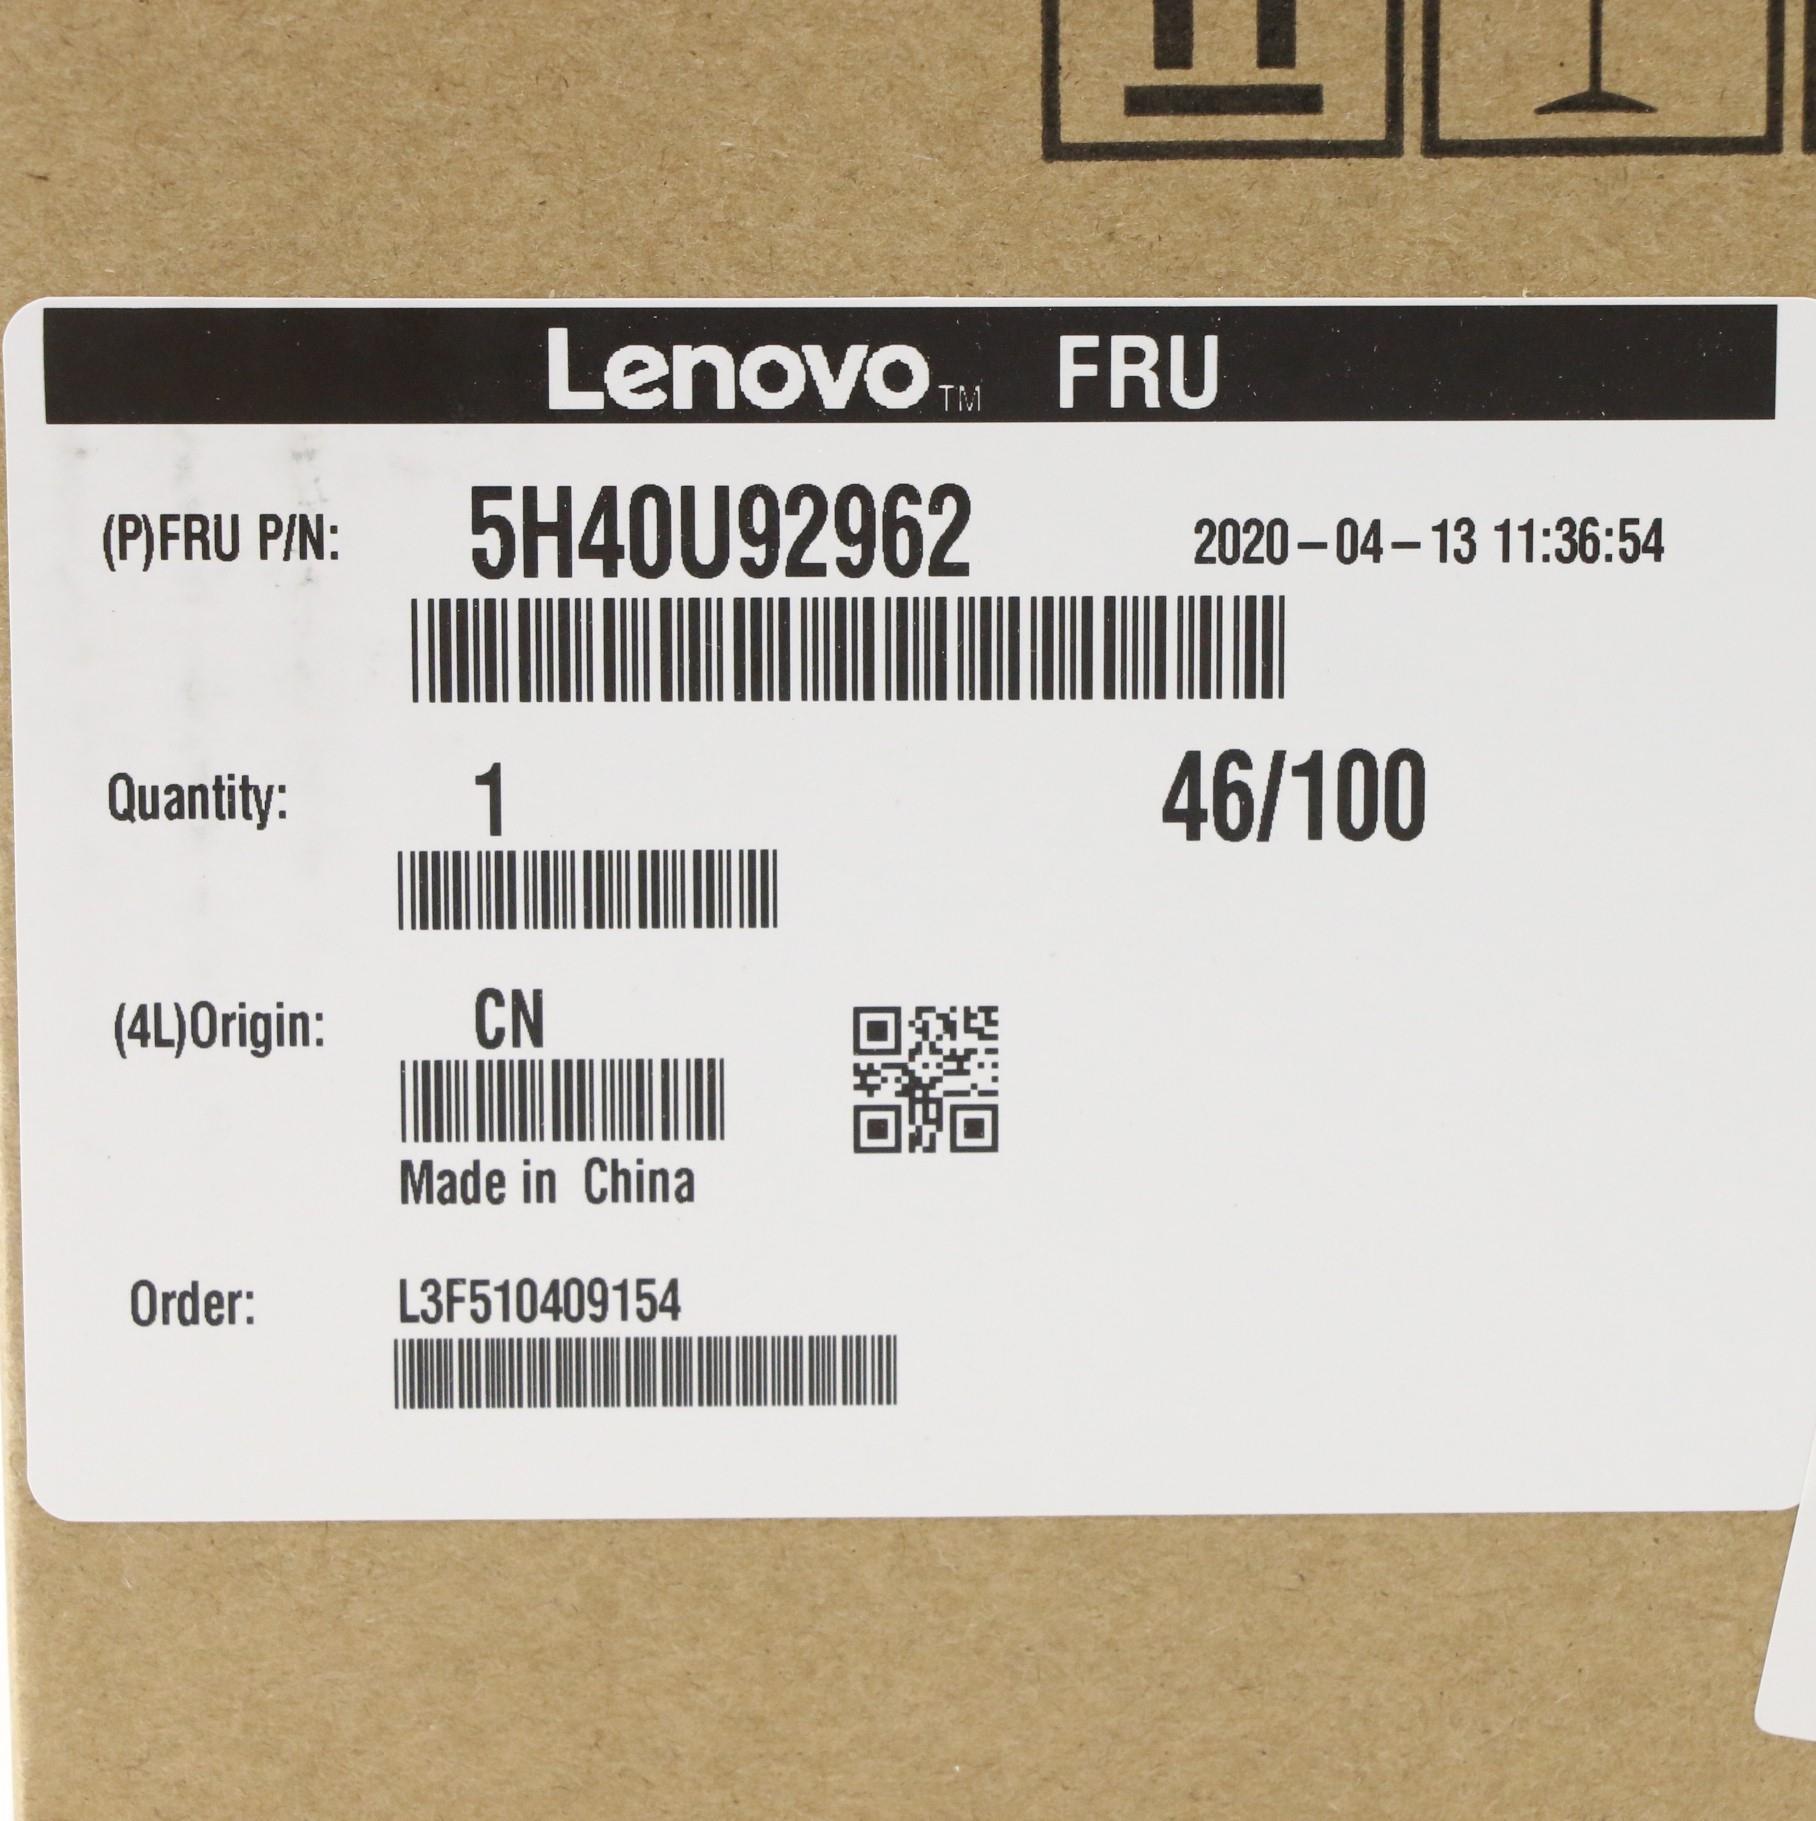 Lenovo™ FRU
(P)FRU P/N: 5H40U92962 2020-04-13 11:36:54
Quantity: 1 46/100
(4L)Origin: CN
Made in China
Order: L3F510409154